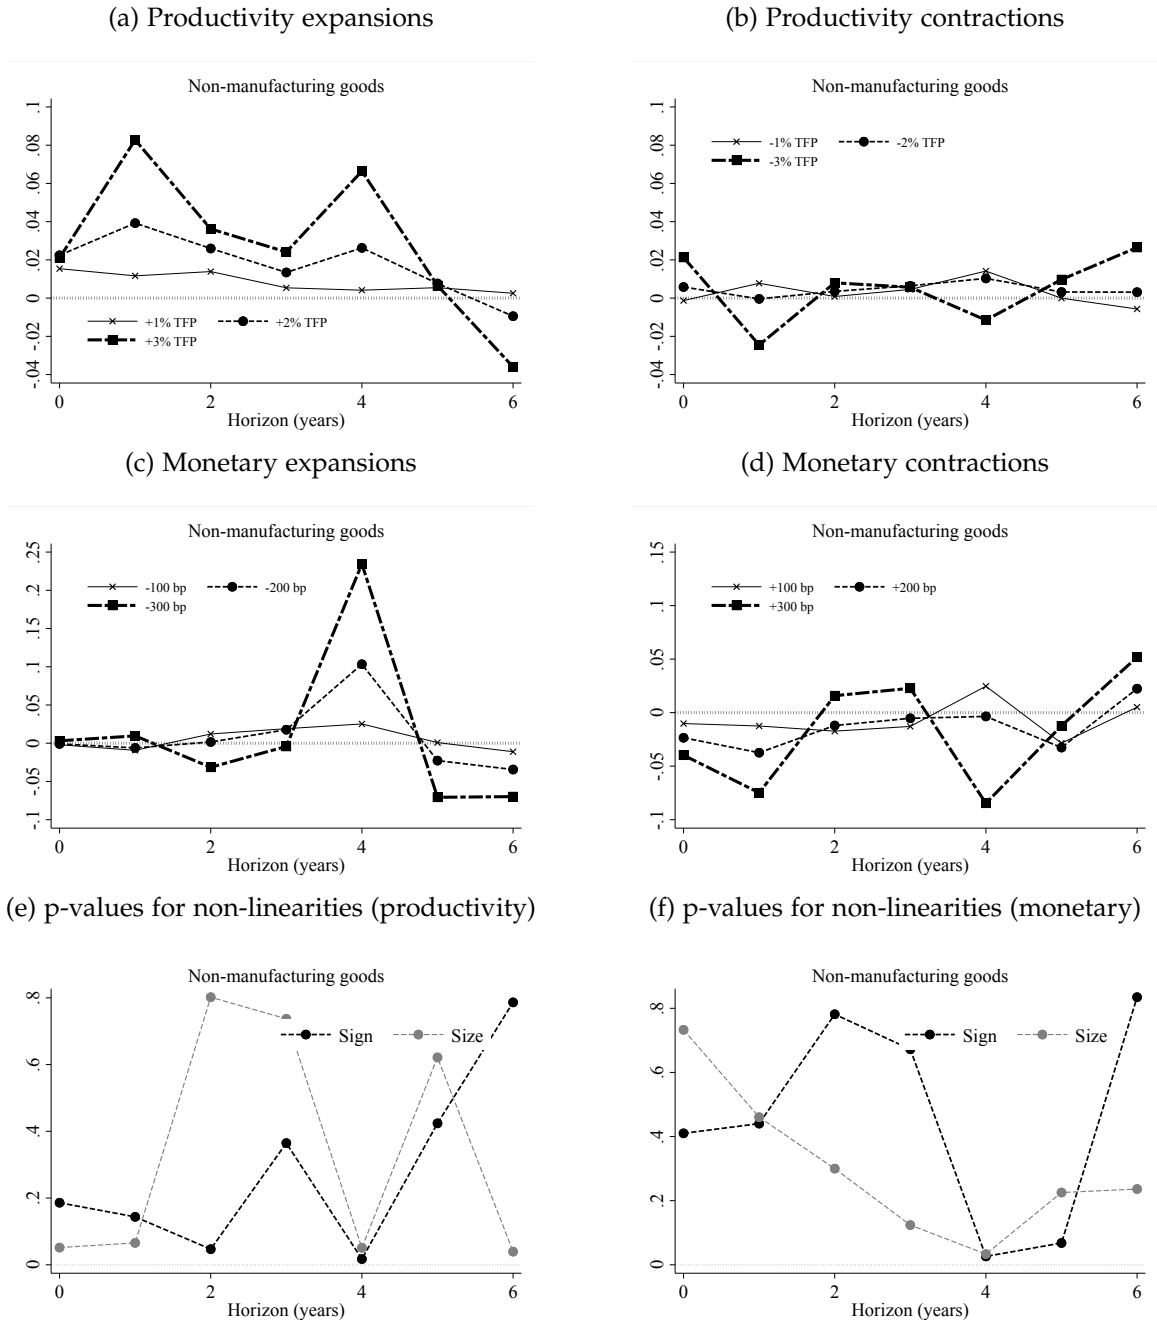 (a) Productivity expansions
(b) Productivity contractions
Non-manufacturing goods
.1
.08
.06
.04
.02
0
-.02
-.04
+1% TFP
+2% TFP
+3% TFP
0
2
4
6
Horizon (years)
Non-manufacturing goods
.1
.08
.06
.04
.02
0
-.02
-.04
-1% TFP
-2% TFP
-3% TFP
0
2
4
6
Horizon (years)
(c) Monetary expansions
(d) Monetary contractions
Non-manufacturing goods
.25
.2
.15
.1
.05
0
-.05
-.1
-100 bp
-200 bp
-300 bp
0
2
4
6
Horizon (years)
Non-manufacturing goods
.15
.1
.05
0
-.05
-.1
+100 bp
+200 bp
+300 bp
0
2
4
6
Horizon (years)
(e) p-values for non-linearities (productivity)
(f) p-values for non-linearities (monetary)
Non-manufacturing goods
.8
.6
.4
.2
0
Sign
Size
0
2
4
6
Horizon (years)
Non-manufacturing goods
.8
.6
.4
.2
0
Sign
Size
0
2
4
6
Horizon (years)